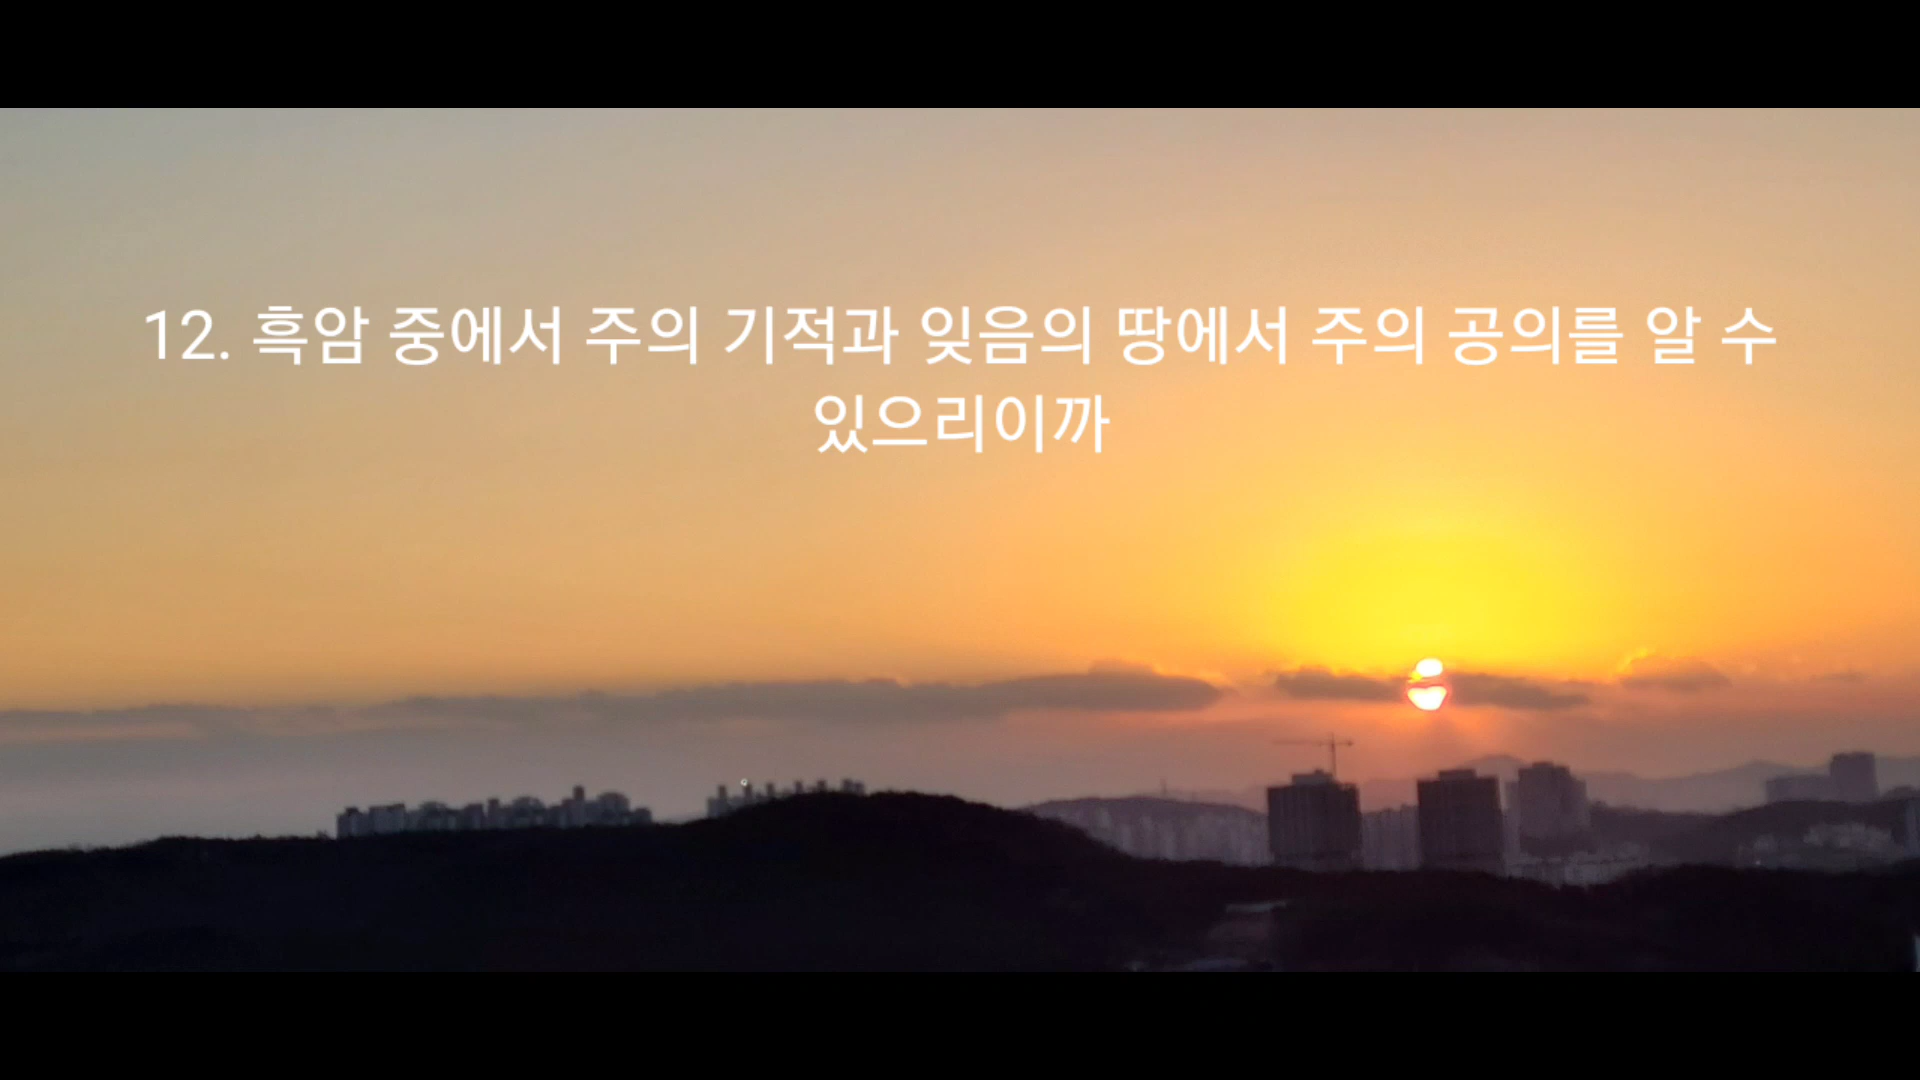 12. 흑암 중에서 주의 기적과 잊음의 땅에서 주의 공의를 알 수
있으리이까